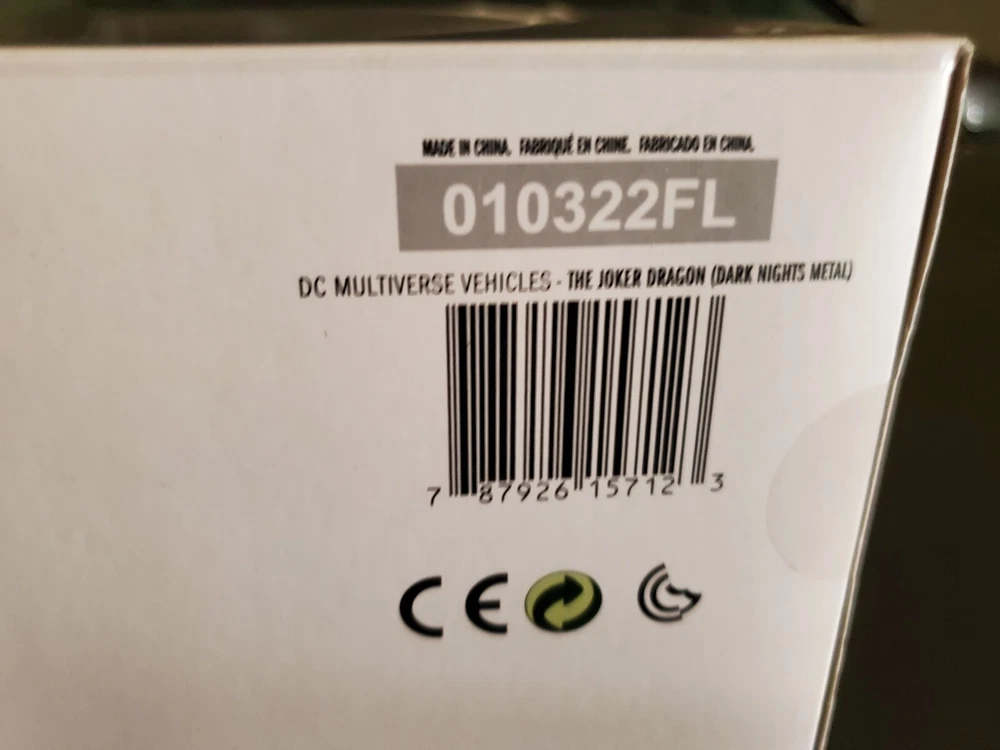 MADE IN CHINA. FABRIQUÉ EN CHINE. FABRICADO EN CHINA.
010322FL
DC MULTIVERSE VEHICLES - THE JOKER DRAGON (DARK NIGHTS METAL)
7 87926 15712 3
CE